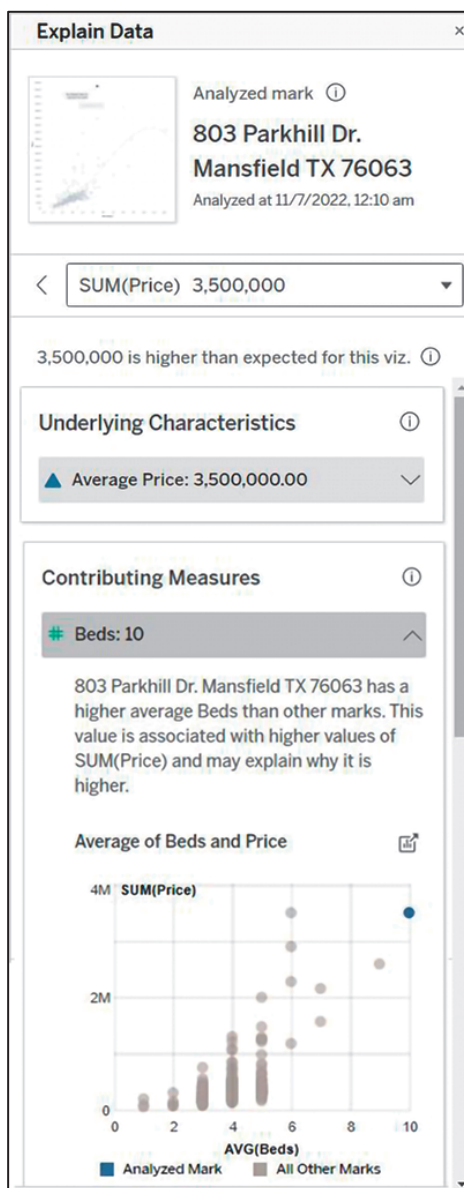 Explain Data ×
Analyzed mark ⓘ
803 Parkhill Dr.
Mansfield TX 76063
Analyzed at 11/7/2022, 12:10 am
SUM(Price) 3,500,000
3,500,000 is higher than expected for this viz. ⓘ
Underlying Characteristics ⓘ
Average Price: 3,500,000.00
Contributing Measures ⓘ
# Beds: 10
803 Parkhill Dr. Mansfield TX 76063 has a
higher average Beds than other marks. This
value is associated with higher values of
SUM(Price) and may explain why it is
higher.
Average of Beds and Price
4M SUM(Price)
2M
0
0 2 4 6 8 10
AVG(Beds)
Analyzed Mark All Other Marks